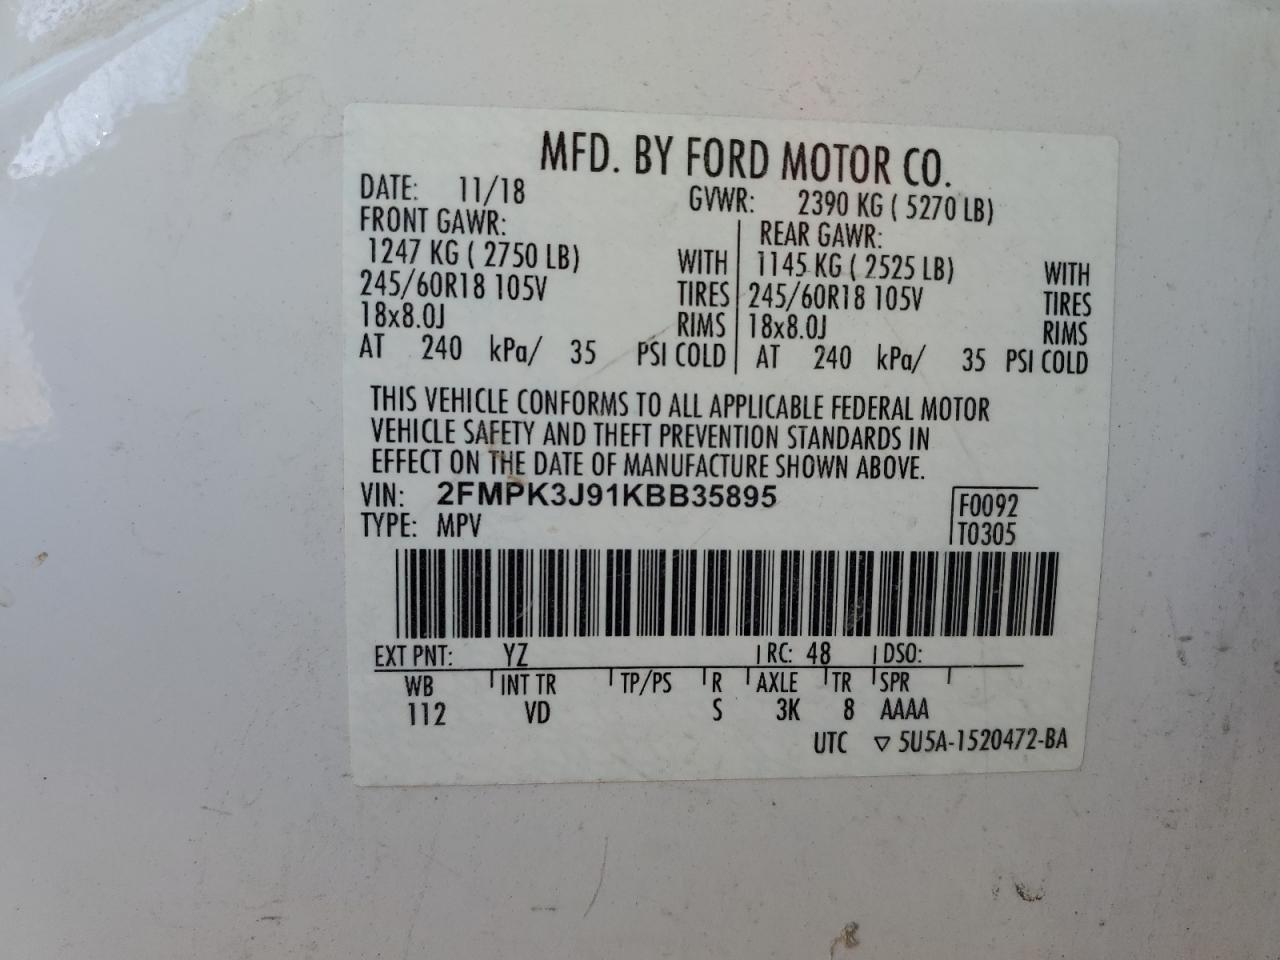 MFD. BY FORD MOTOR CO.
DATE: 11/18 GVWR: 2390 KG ( 5270 LB)
FRONT GAWR: REAR GAWR:
1247 KG ( 2750 LB) WITH 1145 KG ( 2525 LB) WITH
245/60R18 105V TIRES 245/60R18 105V TIRES
18x8.0J RIMS 18x8.0J RIMS
AT 240 kPa/ 35 PSI COLD AT 240 kPa/ 35 PSI COLD
THIS VEHICLE CONFORMS TO ALL APPLICABLE FEDERAL MOTOR
VEHICLE SAFETY AND THEFT PREVENTION STANDARDS IN
EFFECT ON THE DATE OF MANUFACTURE SHOWN ABOVE.
VIN: 2FMPK3J91KBB35895 F0092
TYPE: MPV T0305
EXT PNT: YZ RC: 48 DSO:
WB INT TR TP/PS R AXLE TR SPR
112 VD S 3K 8 AAAA
UTC ▽ 5U5A-1520472-BA